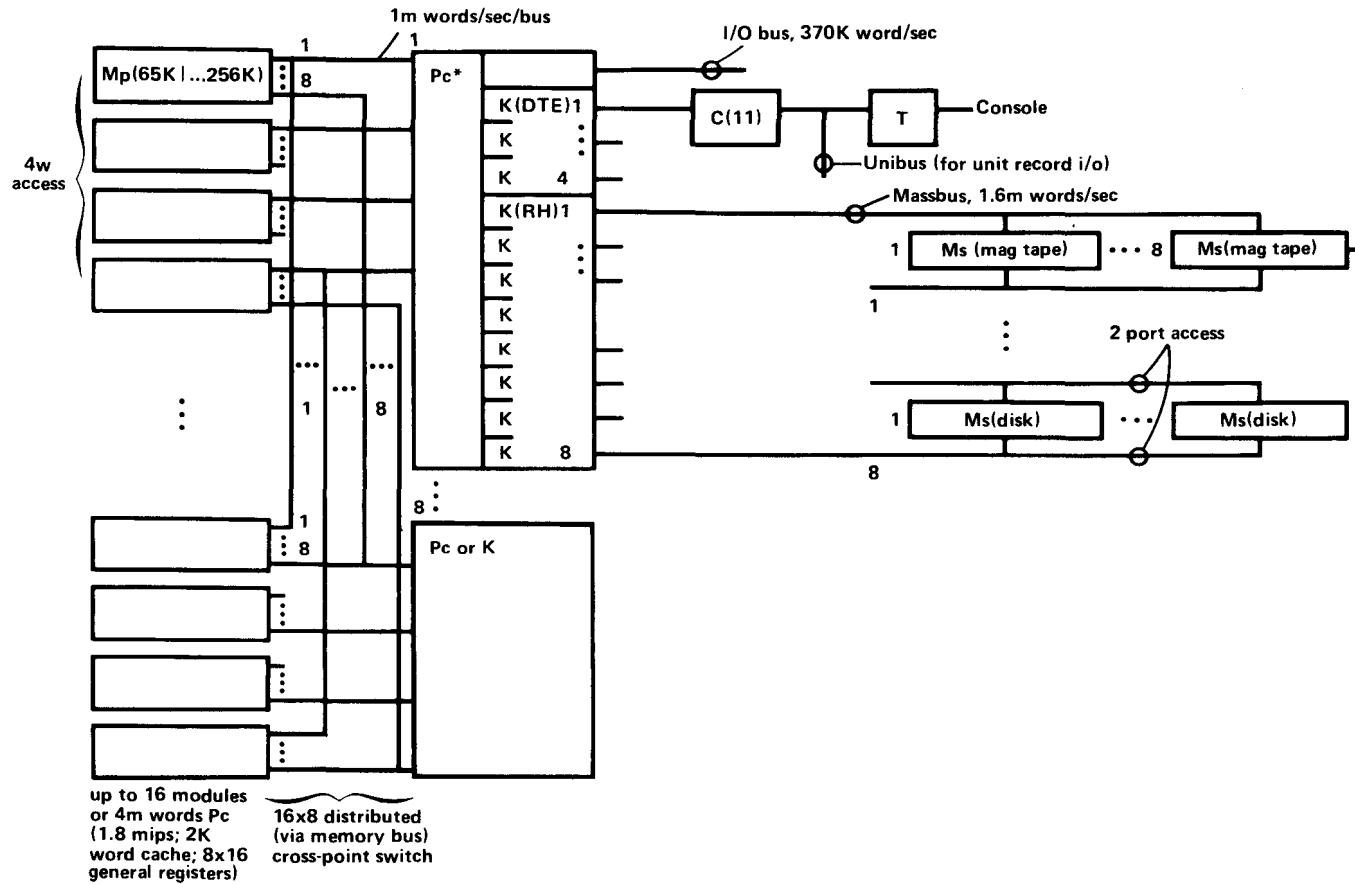 1m words/sec/bus
I/O bus, 370K word/sec
1
1
Mp(65K|...256K)
8
Pc*
K(DTE)1
C(11)
T
Console
K
K 4
Unibus (for unit record i/o)
4w
access
Massbus, 1.6m words/sec
K(RH)1
K
1
Ms (mag tape)
8
Ms(mag tape)
K
1
K
K
2 port access
K
1
8
K
1
Ms(disk)
Ms(disk)
K 8
8
8
1
8
Pc or K
up to 16 modules
or 4m words Pc
(1.8 mips; 2K
word cache; 8x16
general registers)
16x8 distributed
(via memory bus)
cross-point switch